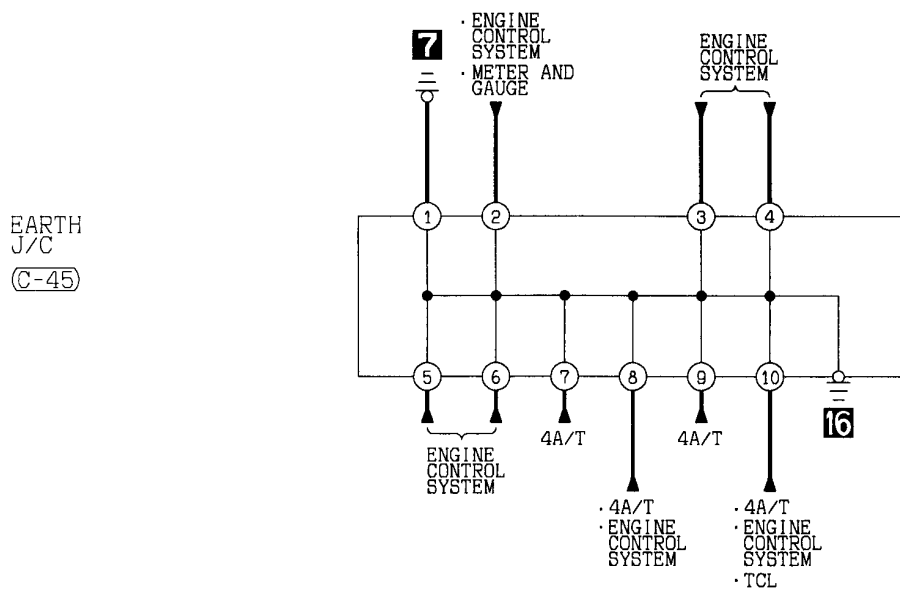 · ENGINE
CONTROL
SYSTEM
· METER AND
GAUGE
7
ENGINE
CONTROL
SYSTEM
1
2
3
4
EARTH
J/C
C-45
5
6
7
8
9
10
16
4A/T
4A/T
ENGINE
CONTROL
SYSTEM
· 4A/T
· ENGINE
CONTROL
SYSTEM
· 4A/T
· ENGINE
CONTROL
SYSTEM
· TCL